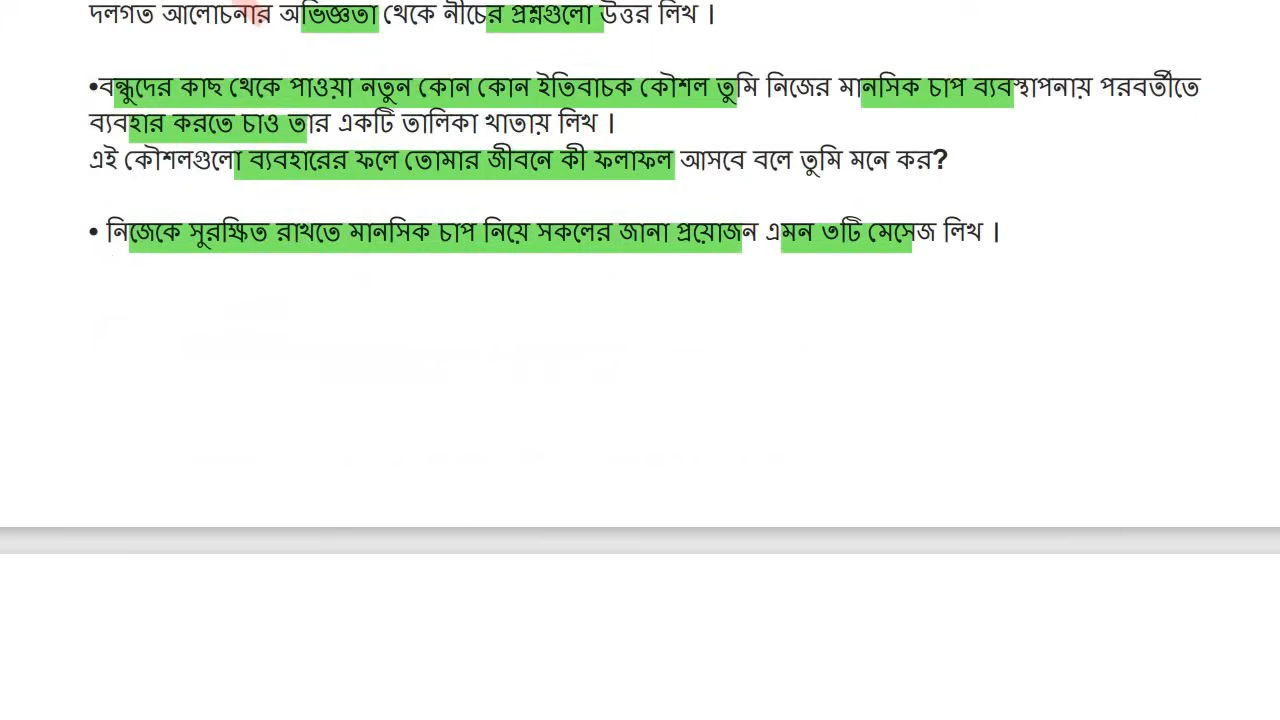 দলগত আলোচনার অভিজ্ঞতা থেকে নীচের প্রশ্নগুলো উত্তর লিখ ।
•বন্ধুদের কাছ থেকে পাওয়া নতুন কোন কোন ইতিবাচক কৌশল তুমি নিজের মানসিক চাপ ব্যবস্থাপনায় পরবর্তীতে
ব্যবহার করতে চাও তার একটি তালিকা খাতায় লিখ ।
এই কৌশলগুলো ব্যবহারের ফলে তোমার জীবনে কী ফলাফল আসবে বলে তুমি মনে কর?
• নিজেকে সুরক্ষিত রাখতে মানসিক চাপ নিয়ে সকলের জানা প্রয়োজন এমন ৩টি মেসেজ লিখ ।